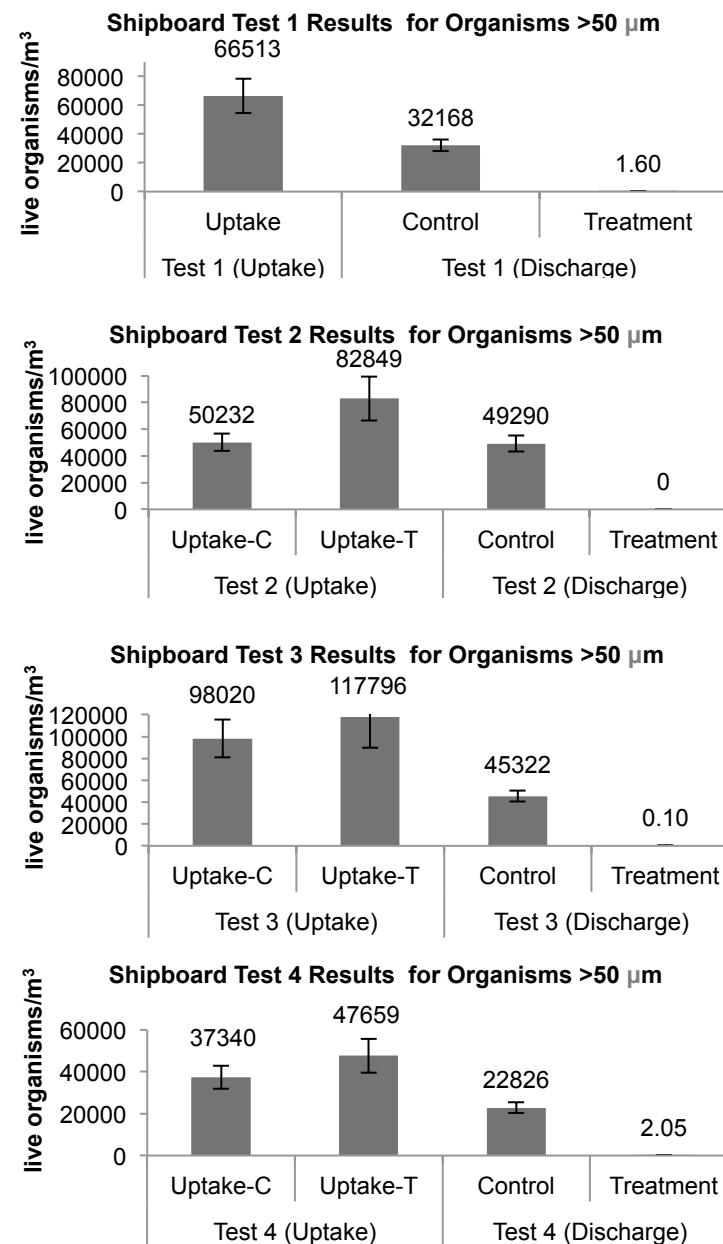 Shipboard Test 1 Results for Organisms >50 µm
live organisms/m³
80000
60000
40000
20000
0
66513
32168
1.60
Uptake Control Treatment
Test 1 (Uptake) Test 1 (Discharge)
Shipboard Test 2 Results for Organisms >50 µm
live organisms/m³
100000
80000
60000
40000
20000
0
50232
82849
49290
0
Uptake-C Uptake-T Control Treatment
Test 2 (Uptake) Test 2 (Discharge)
Shipboard Test 3 Results for Organisms >50 µm
live organisms/m³
120000
100000
80000
60000
40000
20000
0
98020
117796
45322
0.10
Uptake-C Uptake-T Control Treatment
Test 3 (Uptake) Test 3 (Discharge)
Shipboard Test 4 Results for Organisms >50 µm
live organisms/m³
60000
40000
20000
0
37340
47659
22826
2.05
Uptake-C Uptake-T Control Treatment
Test 4 (Uptake) Test 4 (Discharge)